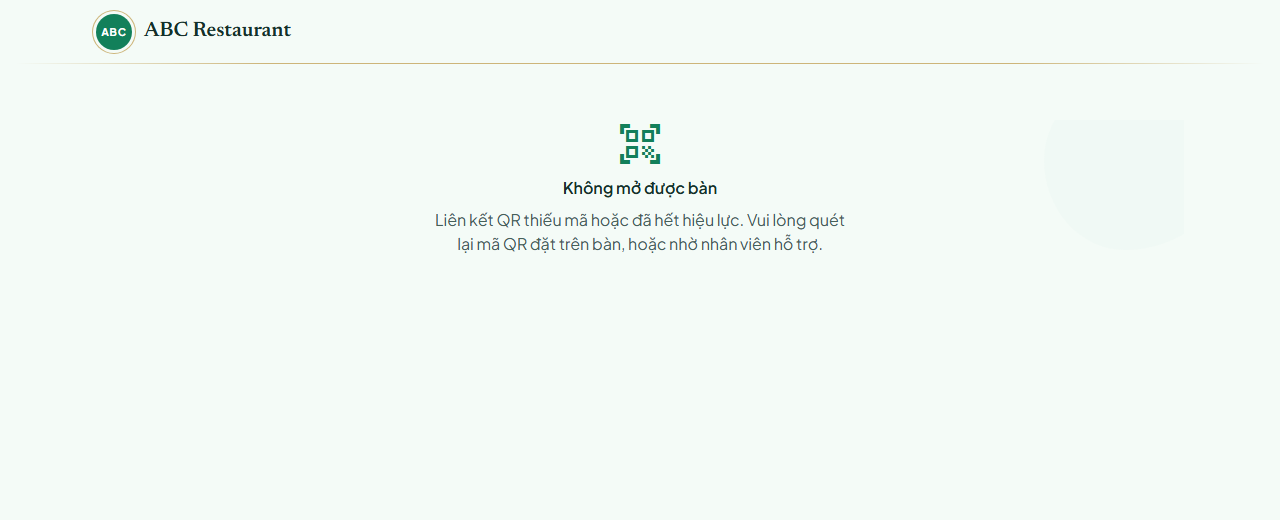 ABC
ABC Restaurant
Không mở được bàn
Liên kết QR thiếu mã hoặc đã hết hiệu lực. Vui lòng quét
lại mã QR đặt trên bàn, hoặc nhờ nhân viên hỗ trợ.